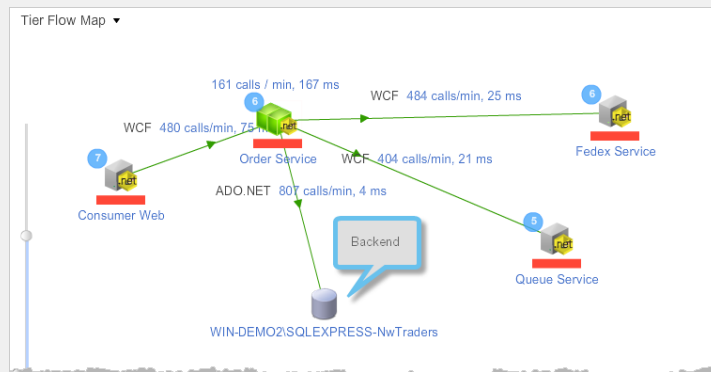 Tier Flow Map
161 calls / min, 167 ms
6
.net
Order Service
WCF 484 calls/min, 25 ms
6
.net
Fedex Service
WCF 480 calls/min, 75
7
.net
Consumer Web
WCF 404 calls/min, 21 ms
ADO.NET 807 calls/min, 4 ms
5
.net
Queue Service
Backend
WIN-DEMO2\SQLEXPRESS-NwTraders